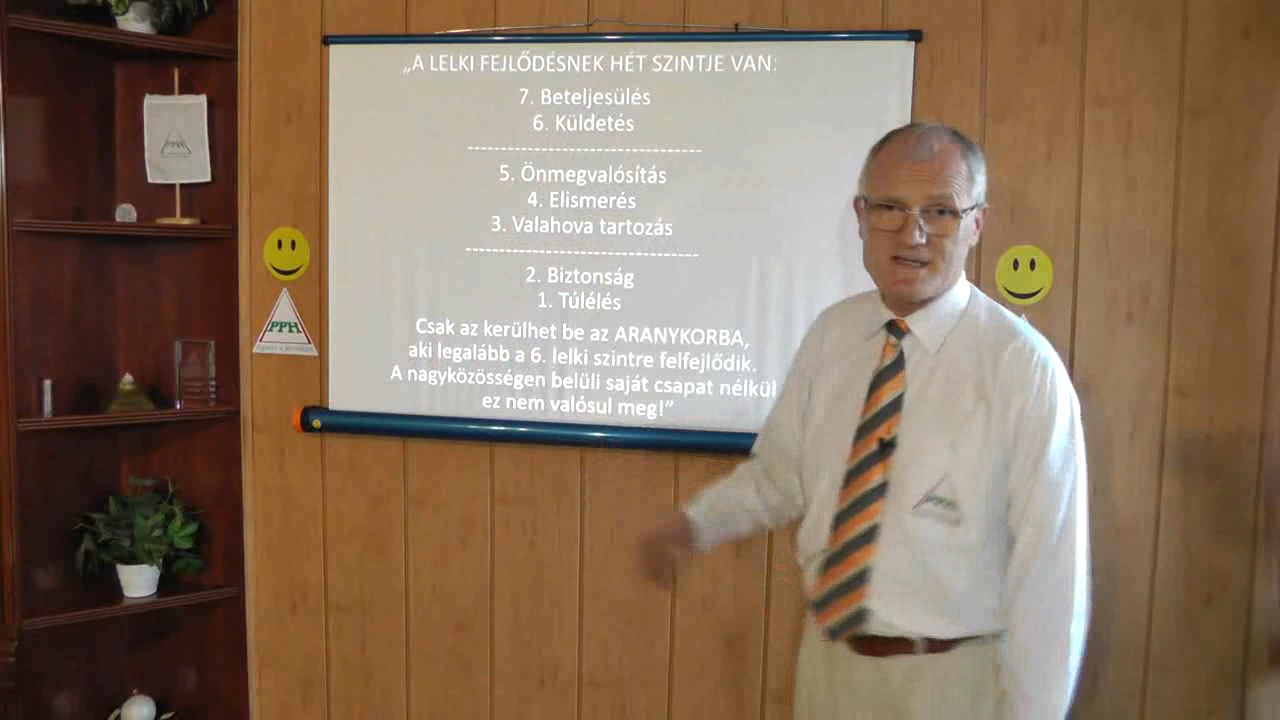 „A LELKI FEJLŐDÉSNEK HÉT SZINTJE VAN:
7. Beteljesülés
6. Küldetés
------------------------------
5. Önmegvalósítás
4. Elismerés
3. Valahova tartozás
------------------------------
2. Biztonság
1. Túlélés
Csak az kerülhet be az ARANYKORBA,
aki legalább a 6. lelki szintre felfejlődik.
A nagyközösségen belüli saját csapat nélkül
ez nem valósul meg!”
PPH
PPH
PPH